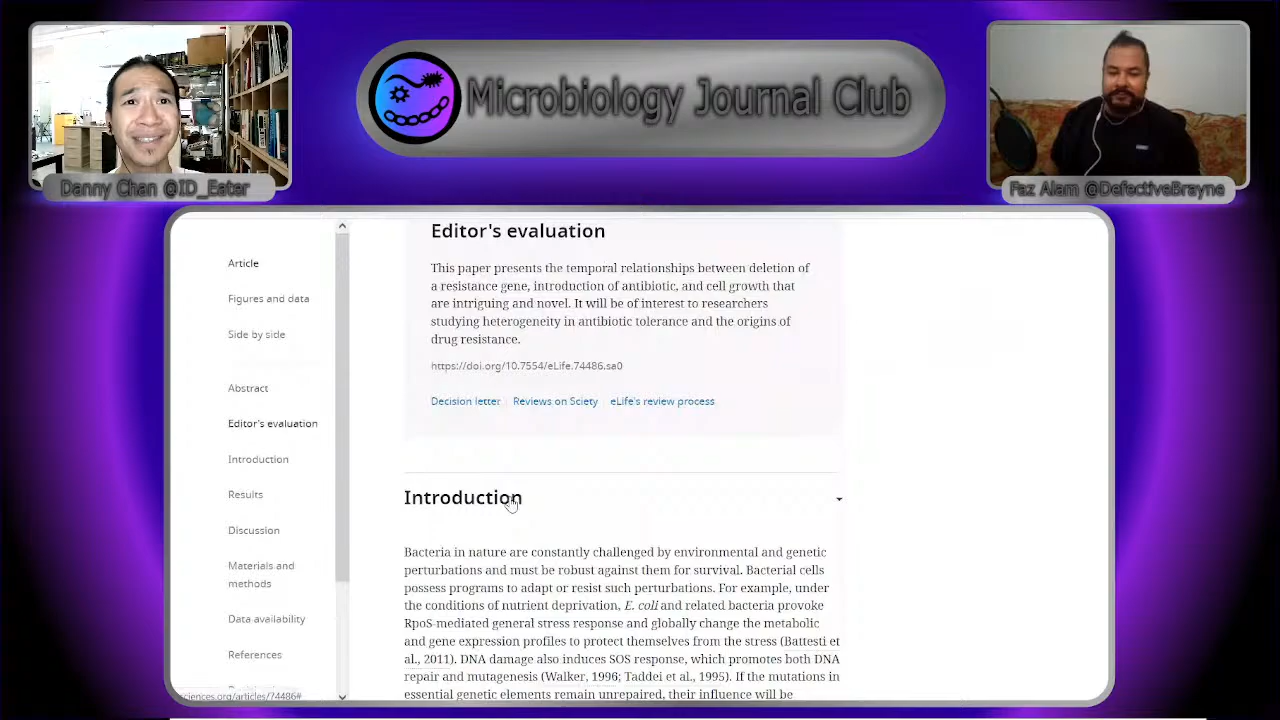 Microbiology Journal Club
Danny Chan @ID_Eater
Faz Alam @DefectiveBrayne
Article
Figures and data
Side by side
Abstract
Editor's evaluation
Introduction
Results
Discussion
Materials and
methods
Data availability
References
sciences.org/articles/74486#
Editor's evaluation
This paper presents the temporal relationships between deletion of
a resistance gene, introduction of antibiotic, and cell growth that
are intriguing and novel. It will be of interest to researchers
studying heterogeneity in antibiotic tolerance and the origins of
drug resistance.
https://doi.org/10.7554/eLife.74486.sa0
Decision letter Reviews on Sciety eLife's review process
Introduction
Bacteria in nature are constantly challenged by environmental and genetic
perturbations and must be robust against them for survival. Bacterial cells
possess programs to adapt or resist such perturbations. For example, under
the conditions of nutrient deprivation, E. coli and related bacteria provoke
RpoS-mediated general stress response and globally change the metabolic
and gene expression profiles to protect themselves from the stress (Battesti et
al., 2011). DNA damage also induces SOS response, which promotes both DNA
repair and mutagenesis (Walker, 1996; Taddei et al., 1995). If the mutations in
essential genetic elements remain unrepaired, their influence will be